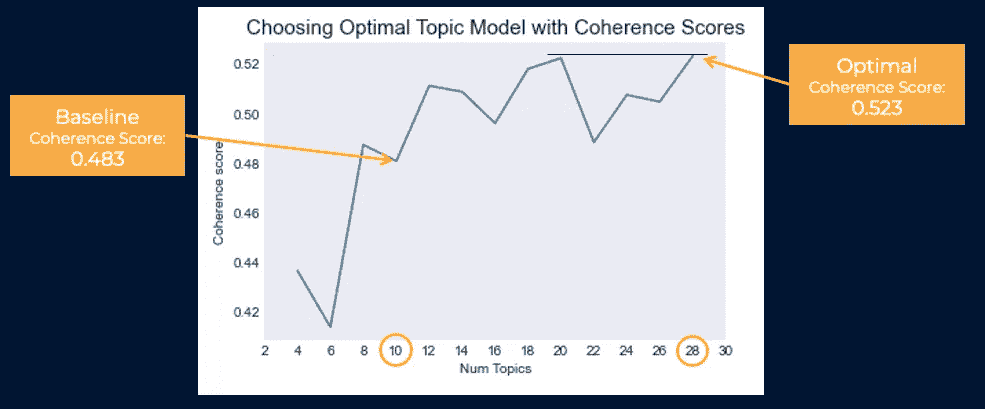 Choosing Optimal Topic Model with Coherence Scores
Baseline
Coherence Score:
0.483
Optimal
Coherence Score:
0.523
Coherence score
0.52
0.50
0.48
0.46
0.44
0.42
2 4 6 8 10 12 14 16 18 20 22 24 26 28 30
Num Topics